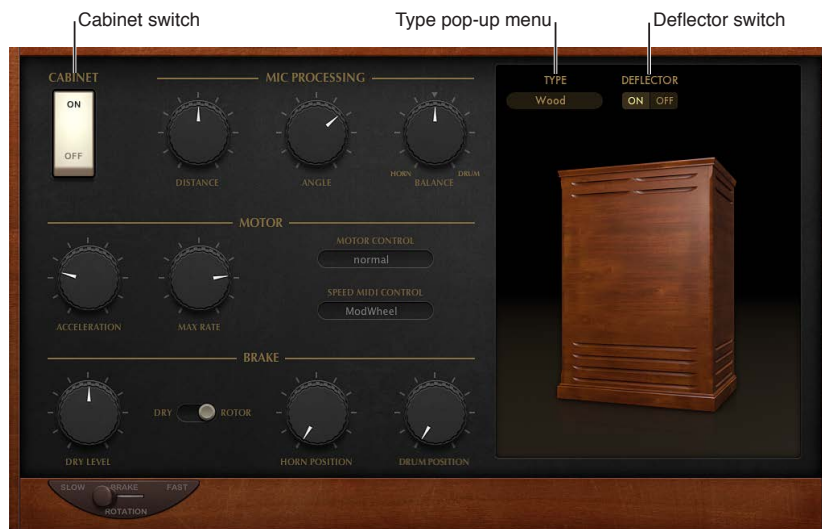 Cabinet switch
Type pop-up menu
Deflector switch
CABINET
ON
OFF
MIC PROCESSING
DISTANCE
ANGLE
HORN
DRUM
BALANCE
TYPE
Wood
DEFLECTOR
ON OFF
MOTOR
ACCELERATION
MAX RATE
MOTOR CONTROL
normal
SPEED MIDI CONTROL
ModWheel
BRAKE
DRY LEVEL
DRY
ROTOR
HORN POSITION
DRUM POSITION
SLOW
BRAKE
FAST
ROTATION